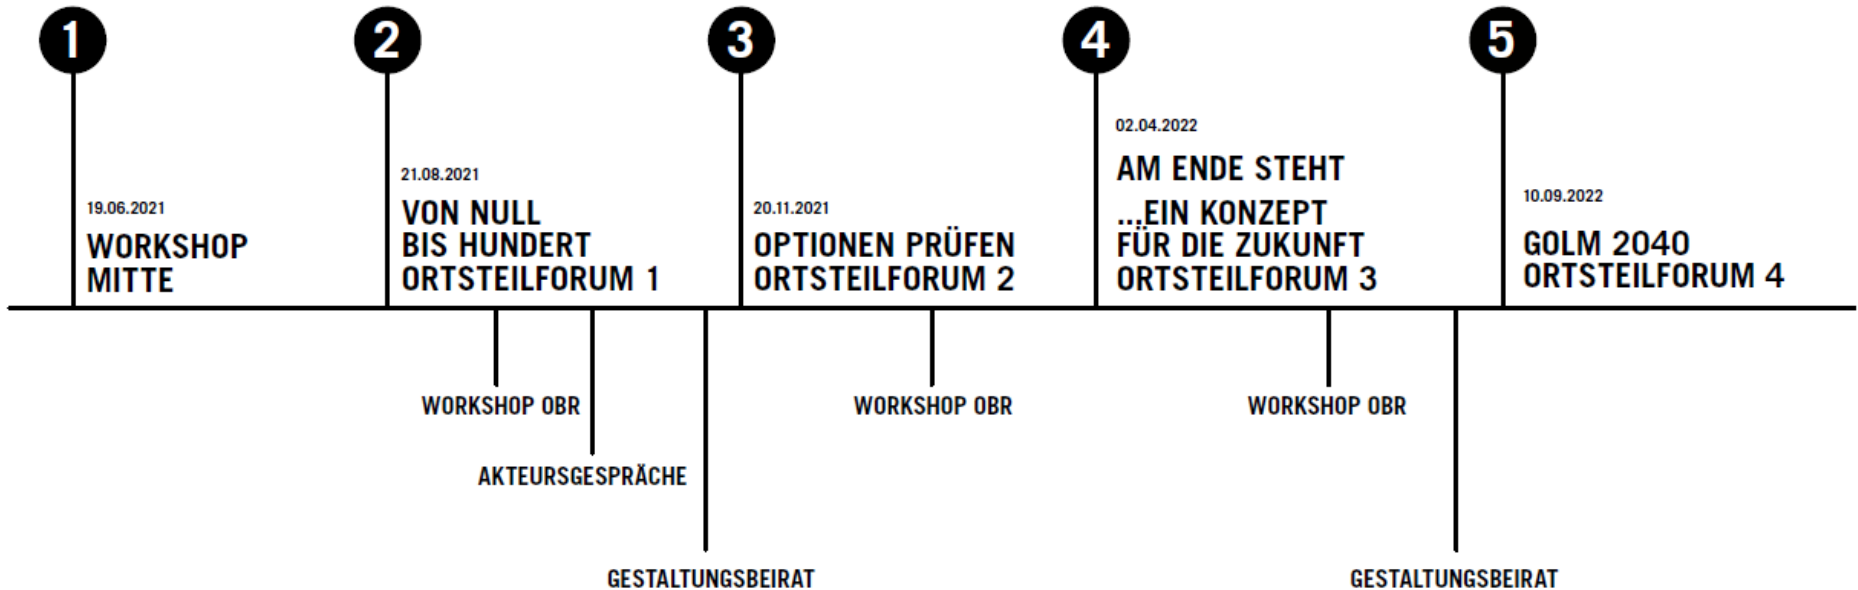 1
19.06.2021
WORKSHOP
MITTE
2
21.08.2021
VON NULL
BIS HUNDERT
ORTSTEILFORUM 1
3
20.11.2021
OPTIONEN PRÜFEN
ORTSTEILFORUM 2
4
02.04.2022
AM ENDE STEHT
...EIN KONZEPT
FÜR DIE ZUKUNFT
ORTSTEILFORUM 3
5
10.09.2022
GOLM 2040
ORTSTEILFORUM 4
WORKSHOP OBR
AKTEURSGESPRÄCHE
GESTALTUNGSBEIRAT
WORKSHOP OBR
WORKSHOP OBR
GESTALTUNGSBEIRAT